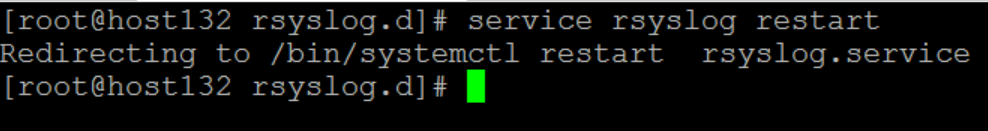 [root@host132 rsyslog.d]# service rsyslog restart
Redirecting to /bin/systemctl restart  rsyslog.service
[root@host132 rsyslog.d]#